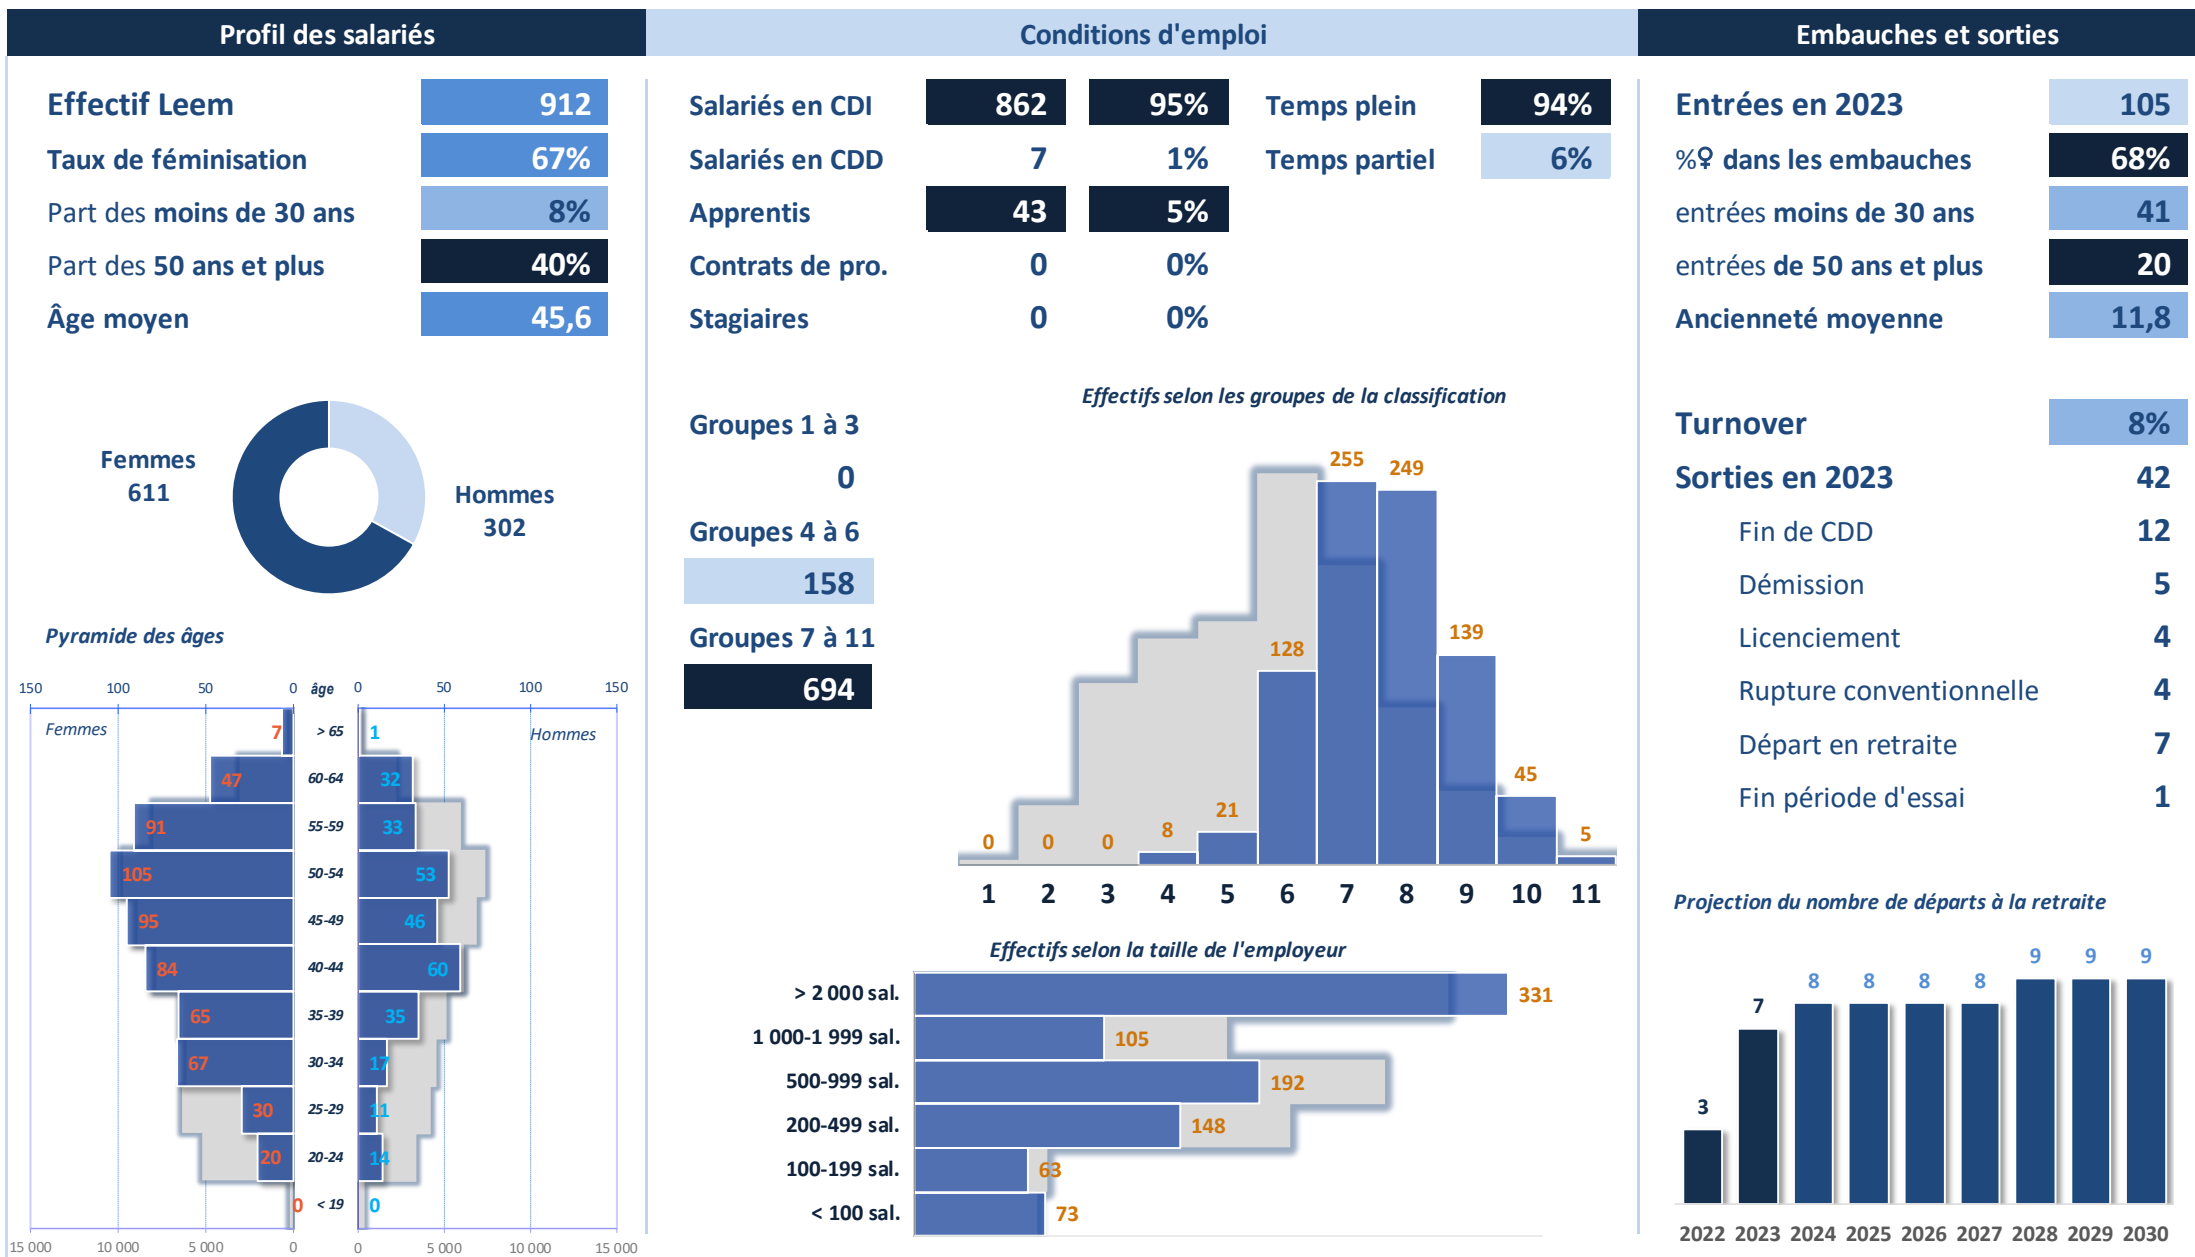 Profil des salariés
Effectif Leem 912
Taux de féminisation 67%
Part des moins de 30 ans 8%
Part des 50 ans et plus 40%
Âge moyen 45,6
Femmes
611
Hommes
302
Pyramide des âges
150 100 50 0 âge 0 50 100 150
Femmes Hommes
7 > 65 1
47 60-64 32
91 55-59 33
105 50-54 53
95 45-49 46
84 40-44 60
65 35-39 35
67 30-34 17
30 25-29 11
20 20-24 14
0 < 19 0
15 000 10 000 5 000 0 0 5 000 10 000 15 000
Conditions d'emploi
Salariés en CDI 862 95% Temps plein 94%
Salariés en CDD 7 1% Temps partiel 6%
Apprentis 43 5%
Contrats de pro. 0 0%
Stagiaires 0 0%
Groupes 1 à 3
0
Groupes 4 à 6
158
Groupes 7 à 11
694
Effectifs selon les groupes de la classification
0 0 0 8 21 128 255 249 139 45 5
1 2 3 4 5 6 7 8 9 10 11
Effectifs selon la taille de l'employeur
> 2 000 sal. 331
1 000-1 999 sal. 105
500-999 sal. 192
200-499 sal. 148
100-199 sal. 63
< 100 sal. 73
Embauches et sorties
Entrées en 2023 105
%♀ dans les embauches 68%
entrées moins de 30 ans 41
entrées de 50 ans et plus 20
Ancienneté moyenne 11,8
Turnover 8%
Sorties en 2023 42
Fin de CDD 12
Démission 5
Licenciement 4
Rupture conventionnelle 4
Départ en retraite 7
Fin période d'essai 1
Projection du nombre de départs à la retraite
3 7 8 8 8 8 9 9 9
2022 2023 2024 2025 2026 2027 2028 2029 2030